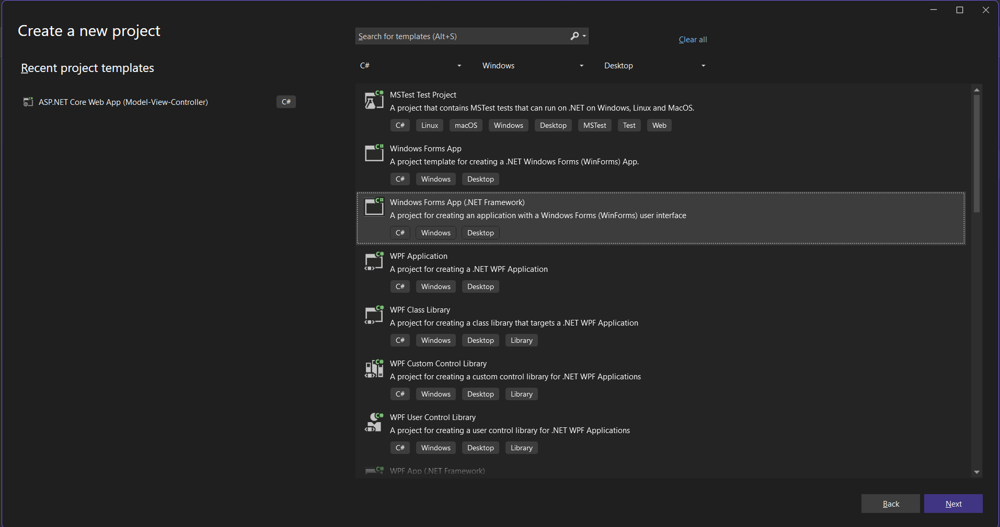 Create a new project
Search for templates (Alt+S)
Clear all
Recent project templates
C# Windows Desktop
ASP.NET Core Web App (Model-View-Controller) C#
MSTest Test Project
A project that contains MSTest tests that can run on .NET on Windows, Linux and MacOS.
C# Linux macOS Windows Desktop MSTest Test Web
Windows Forms App
A project template for creating a .NET Windows Forms (WinForms) App.
C# Windows Desktop
Windows Forms App (.NET Framework)
A project for creating an application with a Windows Forms (WinForms) user interface
C# Windows Desktop
WPF Application
A project for creating a .NET WPF Application
C# Windows Desktop
WPF Class Library
A project for creating a class library that targets a .NET WPF Application
C# Windows Desktop Library
WPF Custom Control Library
A project for creating a custom control library for .NET WPF Applications
C# Windows Desktop Library
WPF User Control Library
A project for creating a user control library for .NET WPF Applications
C# Windows Desktop Library
WPF App (.NET Framework)
Back Next